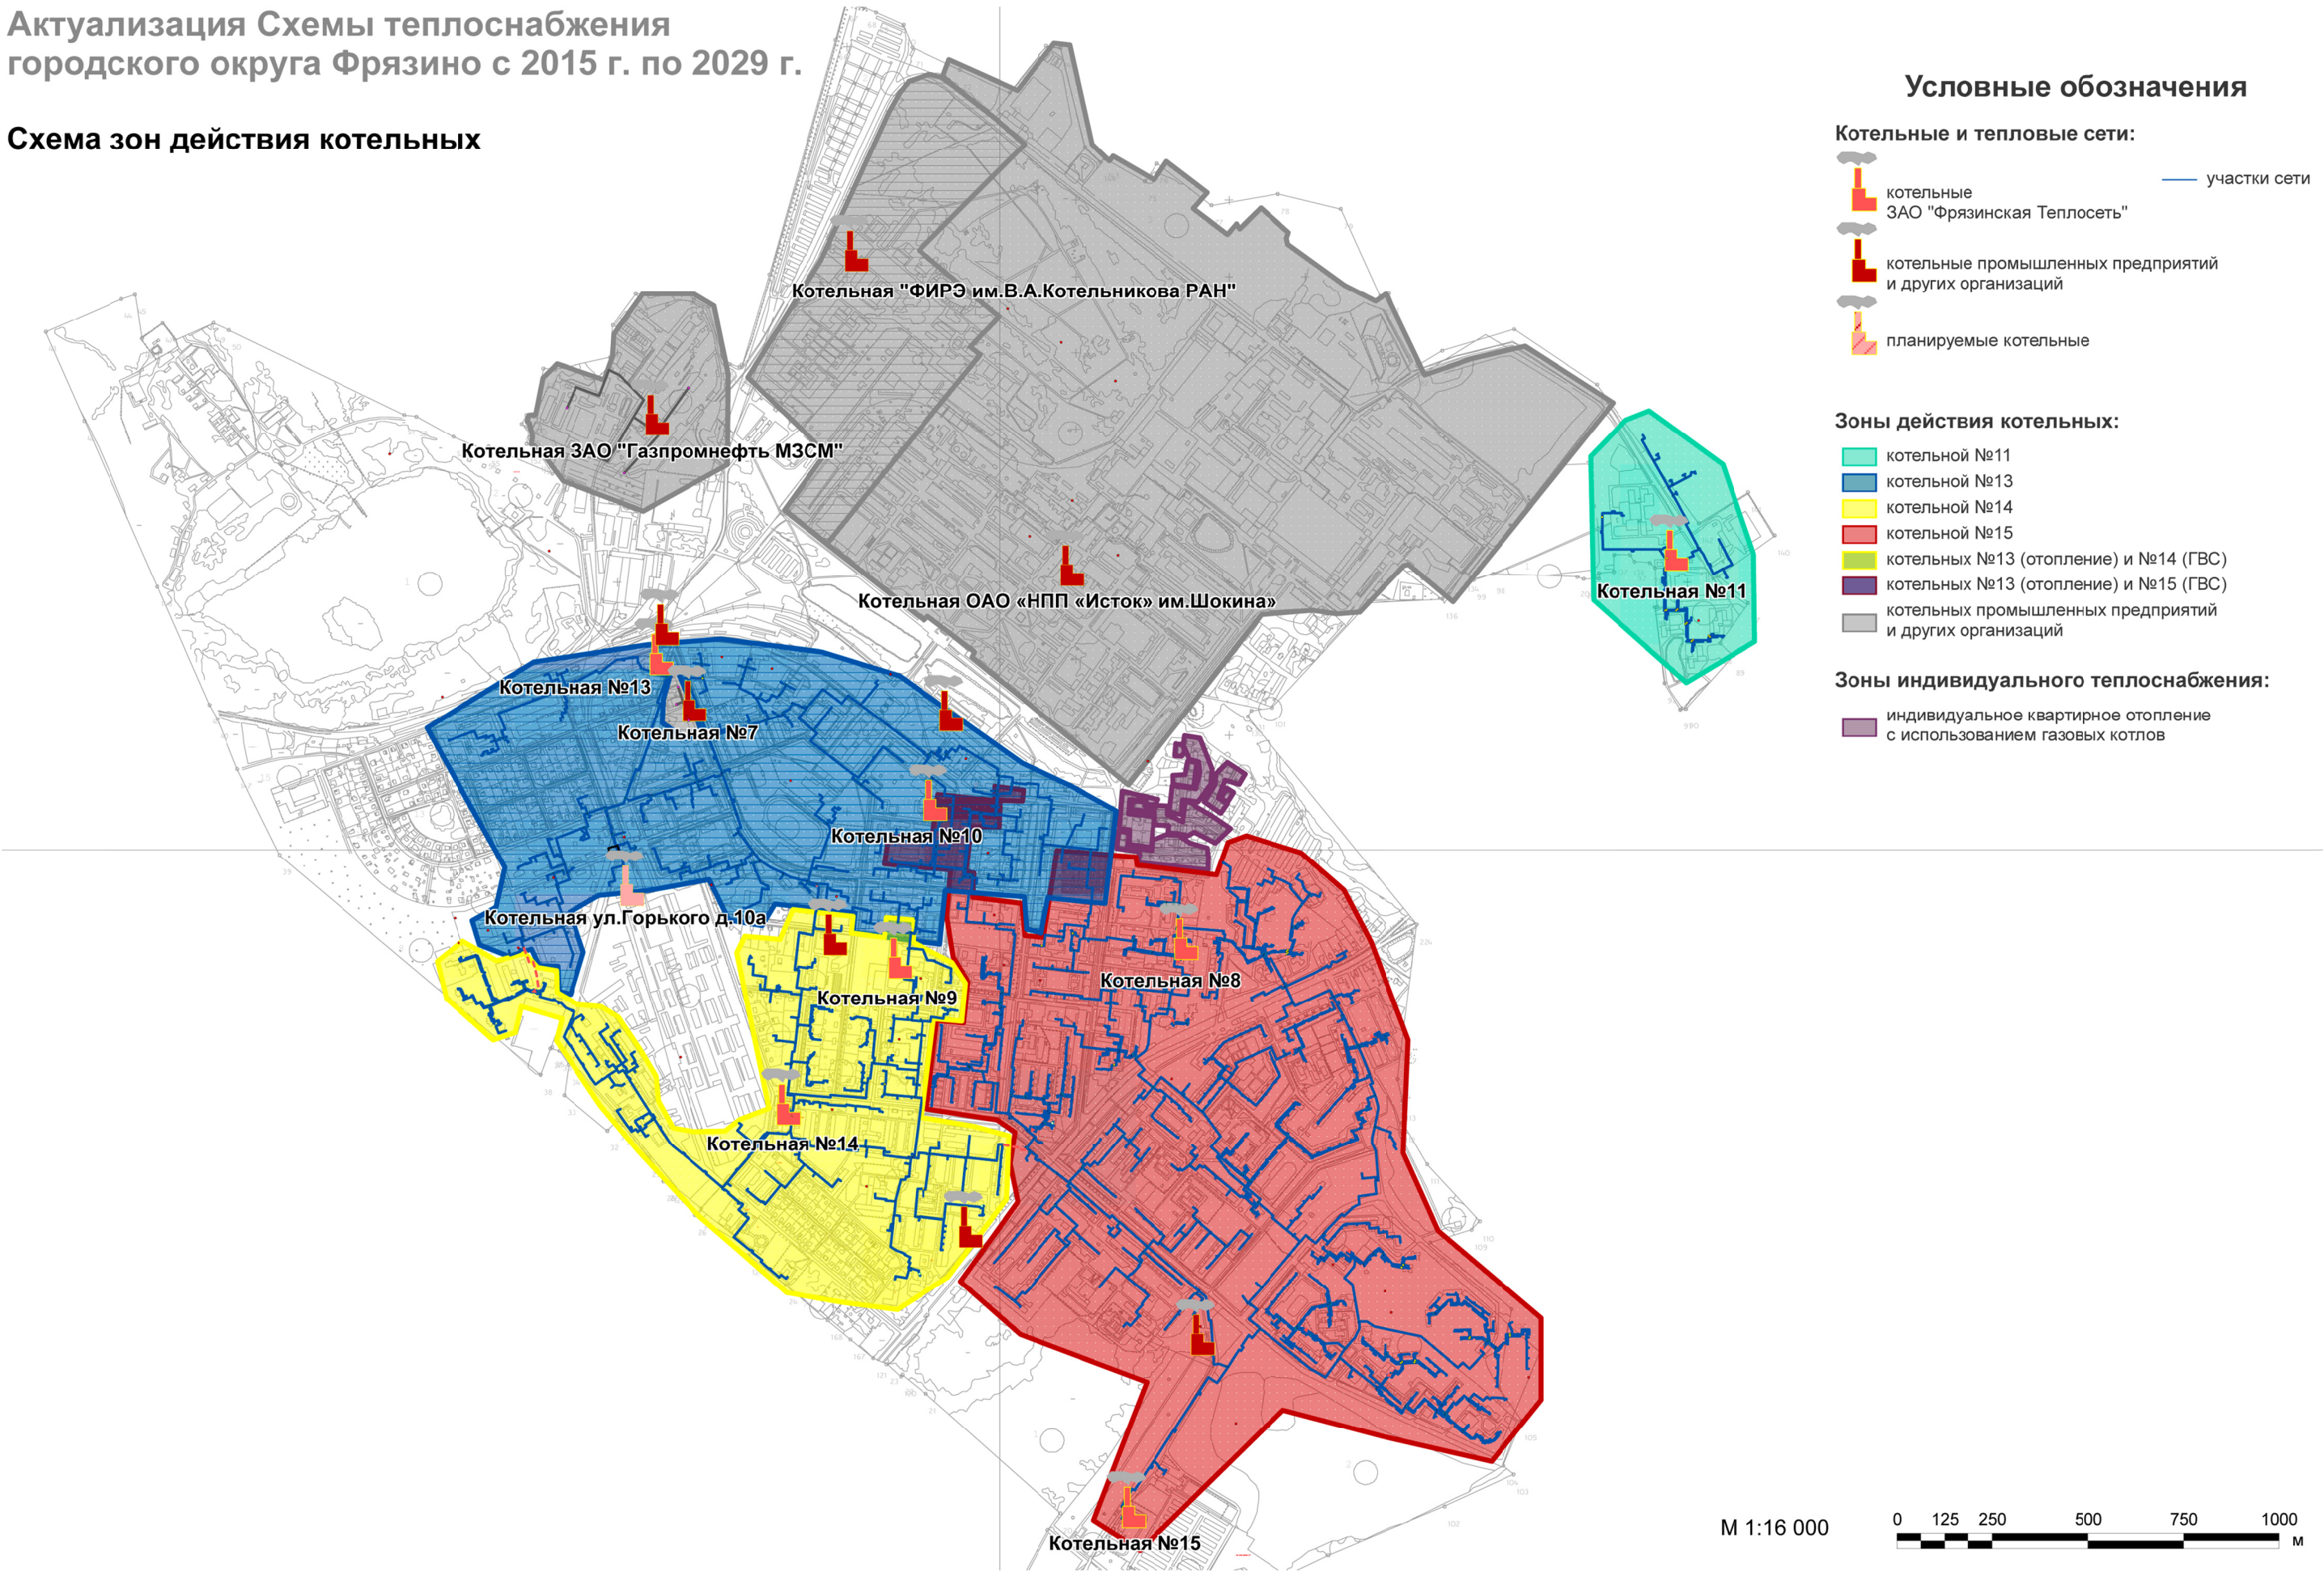 Актуализация Схемы теплоснабжения
городского округа Фрязино с 2015 г. по 2029 г.
Схема зон действия котельных
Условные обозначения
Котельные и тепловые сети:
участки сети
котельные
ЗАО "Фрязинская Теплосеть"
котельные промышленных предприятий
и других организаций
планируемые котельные
Зоны действия котельных:
котельной №11
котельной №13
котельной №14
котельной №15
котельных №13 (отопление) и №14 (ГВС)
котельных №13 (отопление) и №15 (ГВС)
котельных промышленных предприятий
и других организаций
Зоны индивидуального теплоснабжения:
индивидуальное квартирное отопление
с использованием газовых котлов
Котельная "ФИРЭ им.В.А.Котельникова РАН"
Котельная ЗАО "Газпромнефть МЗСМ"
Котельная ОАО «НПП «Исток» им.Шокина»
Котельная №11
Котельная №13
Котельная №7
Котельная №10
Котельная ул.Горького д.10а
Котельная №9
Котельная №8
Котельная №14
Котельная №15
М 1:16 000
0 125 250 500 750 1000
м